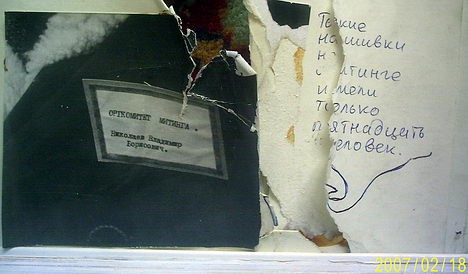 ОРГКОМИТЕТ МИТИНГА.
Николаев Владимир
Борисович.
Такие
нашивки
на
митинге
имели
только
пятнадцать
человек.
2007/02/18